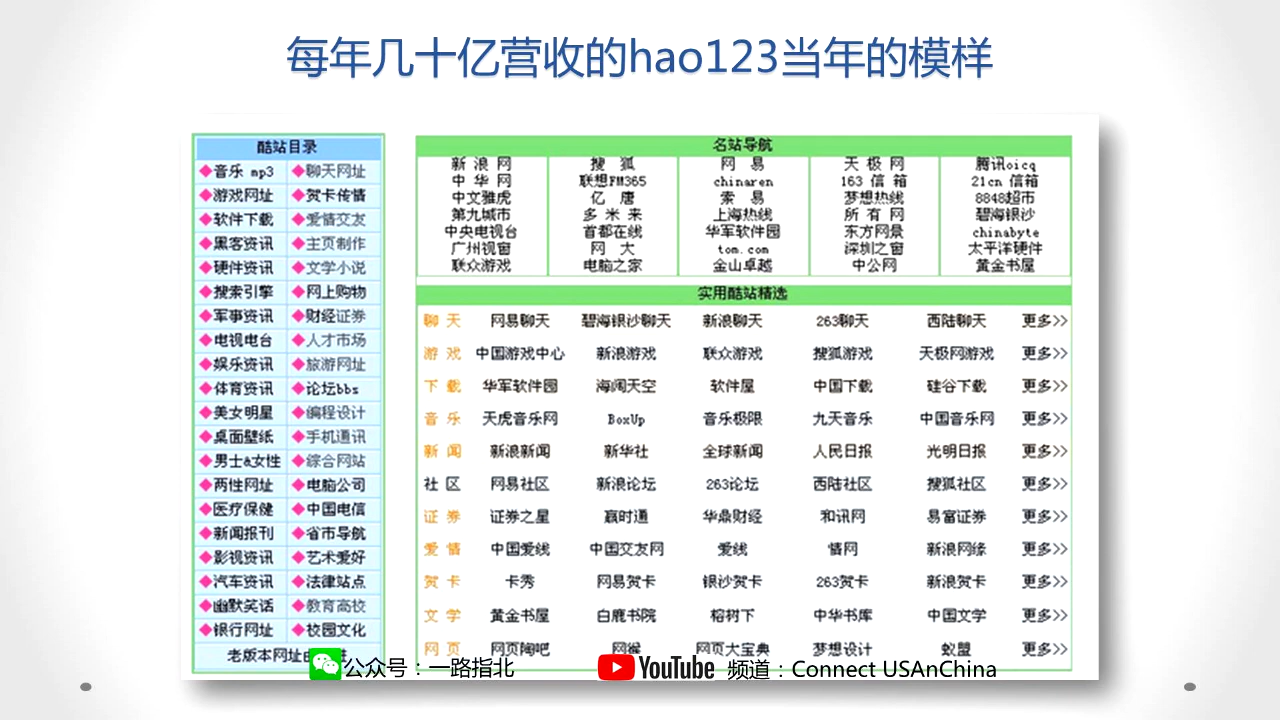 每年几十亿营收的hao123当年的模样
酷站目录
音乐 mp3 聊天网址
游戏网址 贺卡传情
软件下载 爱情交友
黑客资讯 主页制作
硬件资讯 文学小说
搜索引擎 网上购物
军事资讯 财经证券
电视电台 人才市场
娱乐资讯 旅游网址
体育资讯 论坛bbs
美女明星 编程设计
桌面壁纸 手机通讯
男士&女性 综合网站
两性网址 电脑公司
医疗保健 中国电信
新闻报刊 省市导航
影视资讯 艺术爱好
汽车资讯 法律站点
幽默笑话 教育高校
银行网址 校园文化
老版本网址由 进
名站导航
新浪网 搜狐 网易 天极网 腾讯oicq
中华网 联想FM365 chinaren 163 信箱 21cn 信箱
中文雅虎 亿唐 索易 梦想热线 8848超市
第九城市 多米来 上海热线 所有网 碧海银沙
中央电视台 首都在线 华军软件园 东方网景 chinabyte
广州视窗 网大 tom.com 深圳之窗 太平洋硬件
联众游戏 电脑之家 金山卓越 中公网 黄金书屋
实用酷站精选
聊天 网易聊天 碧海银沙聊天 新浪聊天 263聊天 西陆聊天 更多>>
游戏 中国游戏中心 新浪游戏 联众游戏 搜狐游戏 天极网游戏 更多>>
下载 华军软件园 海阔天空 软件屋 中国下载 硅谷下载 更多>>
音乐 天虎音乐网 BoxUp 音乐极限 九天音乐 中国音乐网 更多>>
新闻 新浪新闻 新华社 全球新闻 人民日报 光明日报 更多>>
社区 网易社区 新浪论坛 263论坛 西陆社区 搜狐社区 更多>>
证券 证券之星 赢时通 华鼎财经 和讯网 易富证券 更多>>
爱情 中国爱线 中国交友网 爱线 情网 新浪网缘 更多>>
贺卡 卡秀 网易贺卡 银沙贺卡 263贺卡 新浪贺卡 更多>>
文学 黄金书屋 白鹿书院 榕树下 中华书库 中国文学 更多>>
网页 网页陶吧 网猴 网页大宝典 梦想设计 蚁盟 更多>>
公众号：一路指北
YouTube 频道：Connect USAnChina